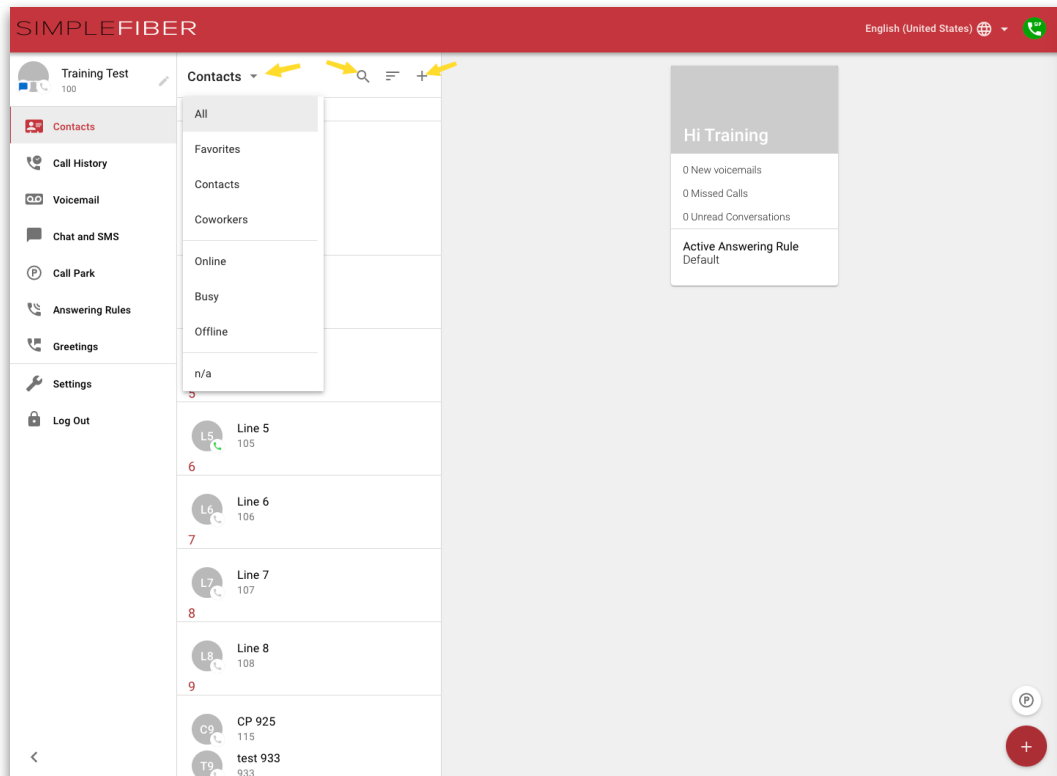 SIMPLEFIBER
English (United States)
SIP
Training Test
100
Contacts
Call History
Voicemail
Chat and SMS
P
Call Park
Answering Rules
Greetings
Settings
Log Out
Contacts
All
Favorites
Contacts
Coworkers
Online
Busy
Offline
n/a
5
L5
Line 5
105
6
L6
Line 6
106
7
L7
Line 7
107
8
L8
Line 8
108
9
C9
CP 925
115
T9
test 933
933
Hi Training
0 New voicemails
0 Missed Calls
0 Unread Conversations
Active Answering Rule
Default
P